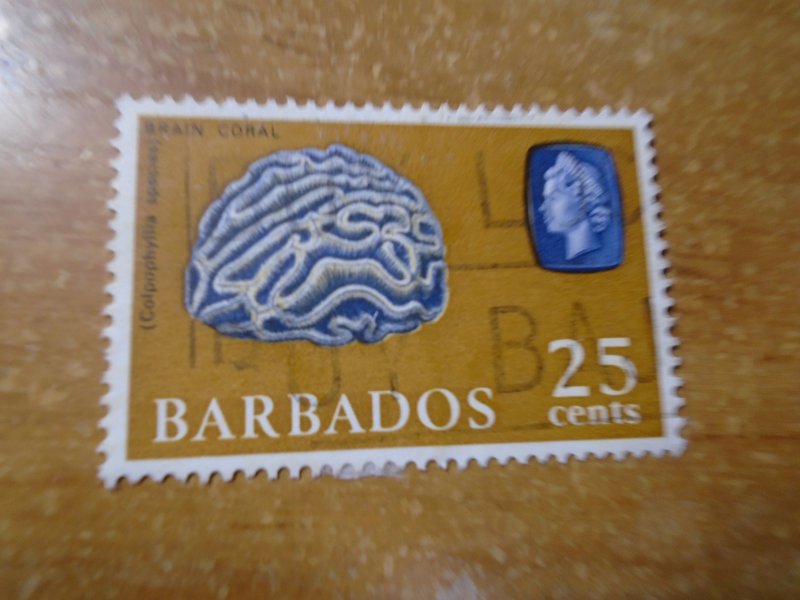 BRAIN CORAL
(Colpophyllia species)
25
cents
BARBADOS